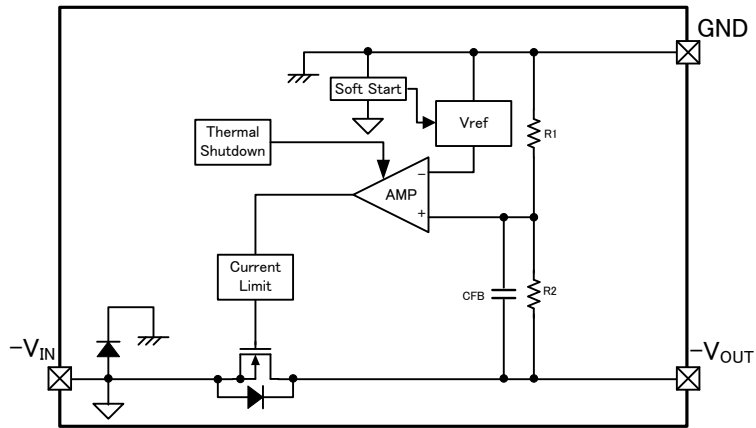 GND
Soft Start
Vref
R1
Thermal
Shutdown
−
AMP
+
Current
Limit
CFB
R2
−VIN
−VOUT